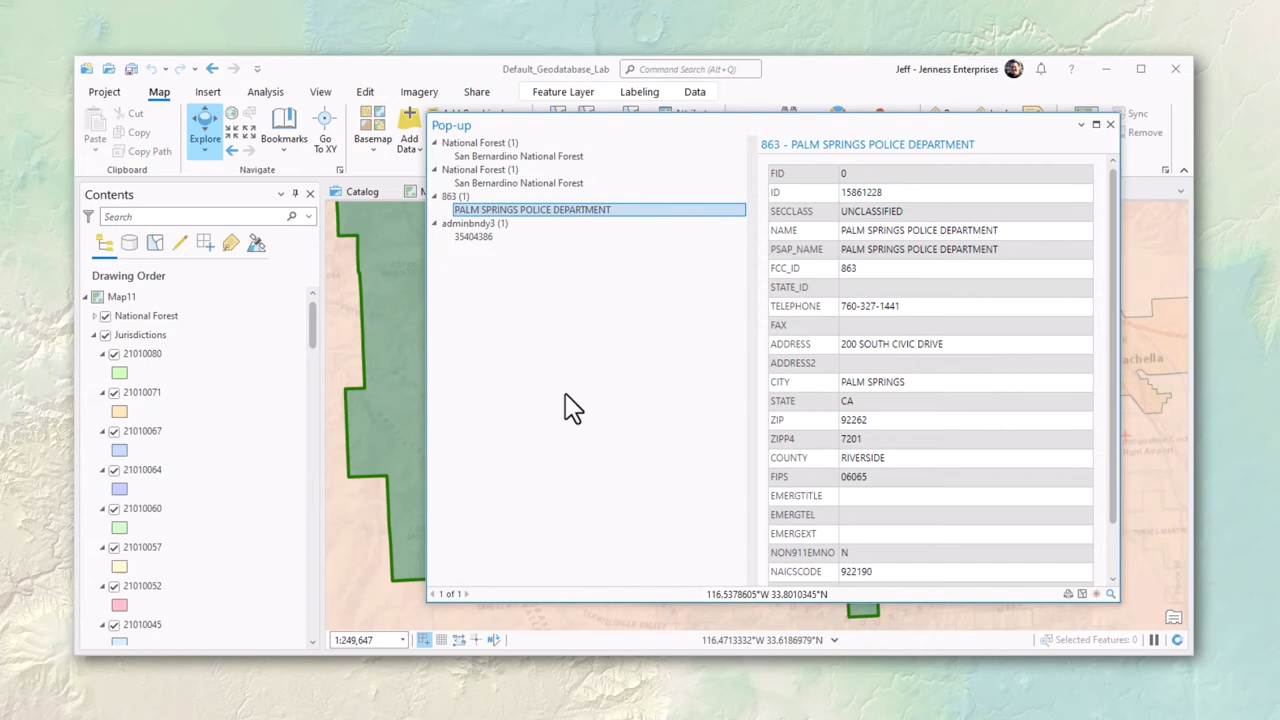 Default_Geodatabase_Lab
Command Search (Alt+Q)
Jeff - Jenness Enterprises
?
Project
Map
Insert
Analysis
View
Edit
Imagery
Share
Feature Layer
Labeling
Data
Paste
Cut
Copy
Copy Path
Clipboard
Explore
Bookmarks
Go
To XY
Navigate
Basemap
Add
Data
Sync
Remove
Contents
Search
Drawing Order
Map11
National Forest
Jurisdictions
21010080
21010071
21010067
21010064
21010060
21010057
21010052
21010045
Catalog
Pop-up
National Forest (1)
San Bernardino National Forest
National Forest (1)
San Bernardino National Forest
863 (1)
PALM SPRINGS POLICE DEPARTMENT
adminbndy3 (1)
35404386
863 - PALM SPRINGS POLICE DEPARTMENT
FID 0
ID 15861228
SECCLASS UNCLASSIFIED
NAME PALM SPRINGS POLICE DEPARTMENT
PSAP_NAME PALM SPRINGS POLICE DEPARTMENT
FCC_ID 863
STATE_ID
TELEPHONE 760-327-1441
FAX
ADDRESS 200 SOUTH CIVIC DRIVE
ADDRESS2
CITY PALM SPRINGS
STATE CA
ZIP 92262
ZIPP4 7201
COUNTY RIVERSIDE
FIPS 06065
EMERGTITLE
EMERGTEL
EMERGEXT
NON911EMNO N
NAICSCODE 922190
1 of 1
116.5378605°W 33.8010345°N
achella
1:249,647
116.4713332°W 33.6186979°N
Selected Features: 0